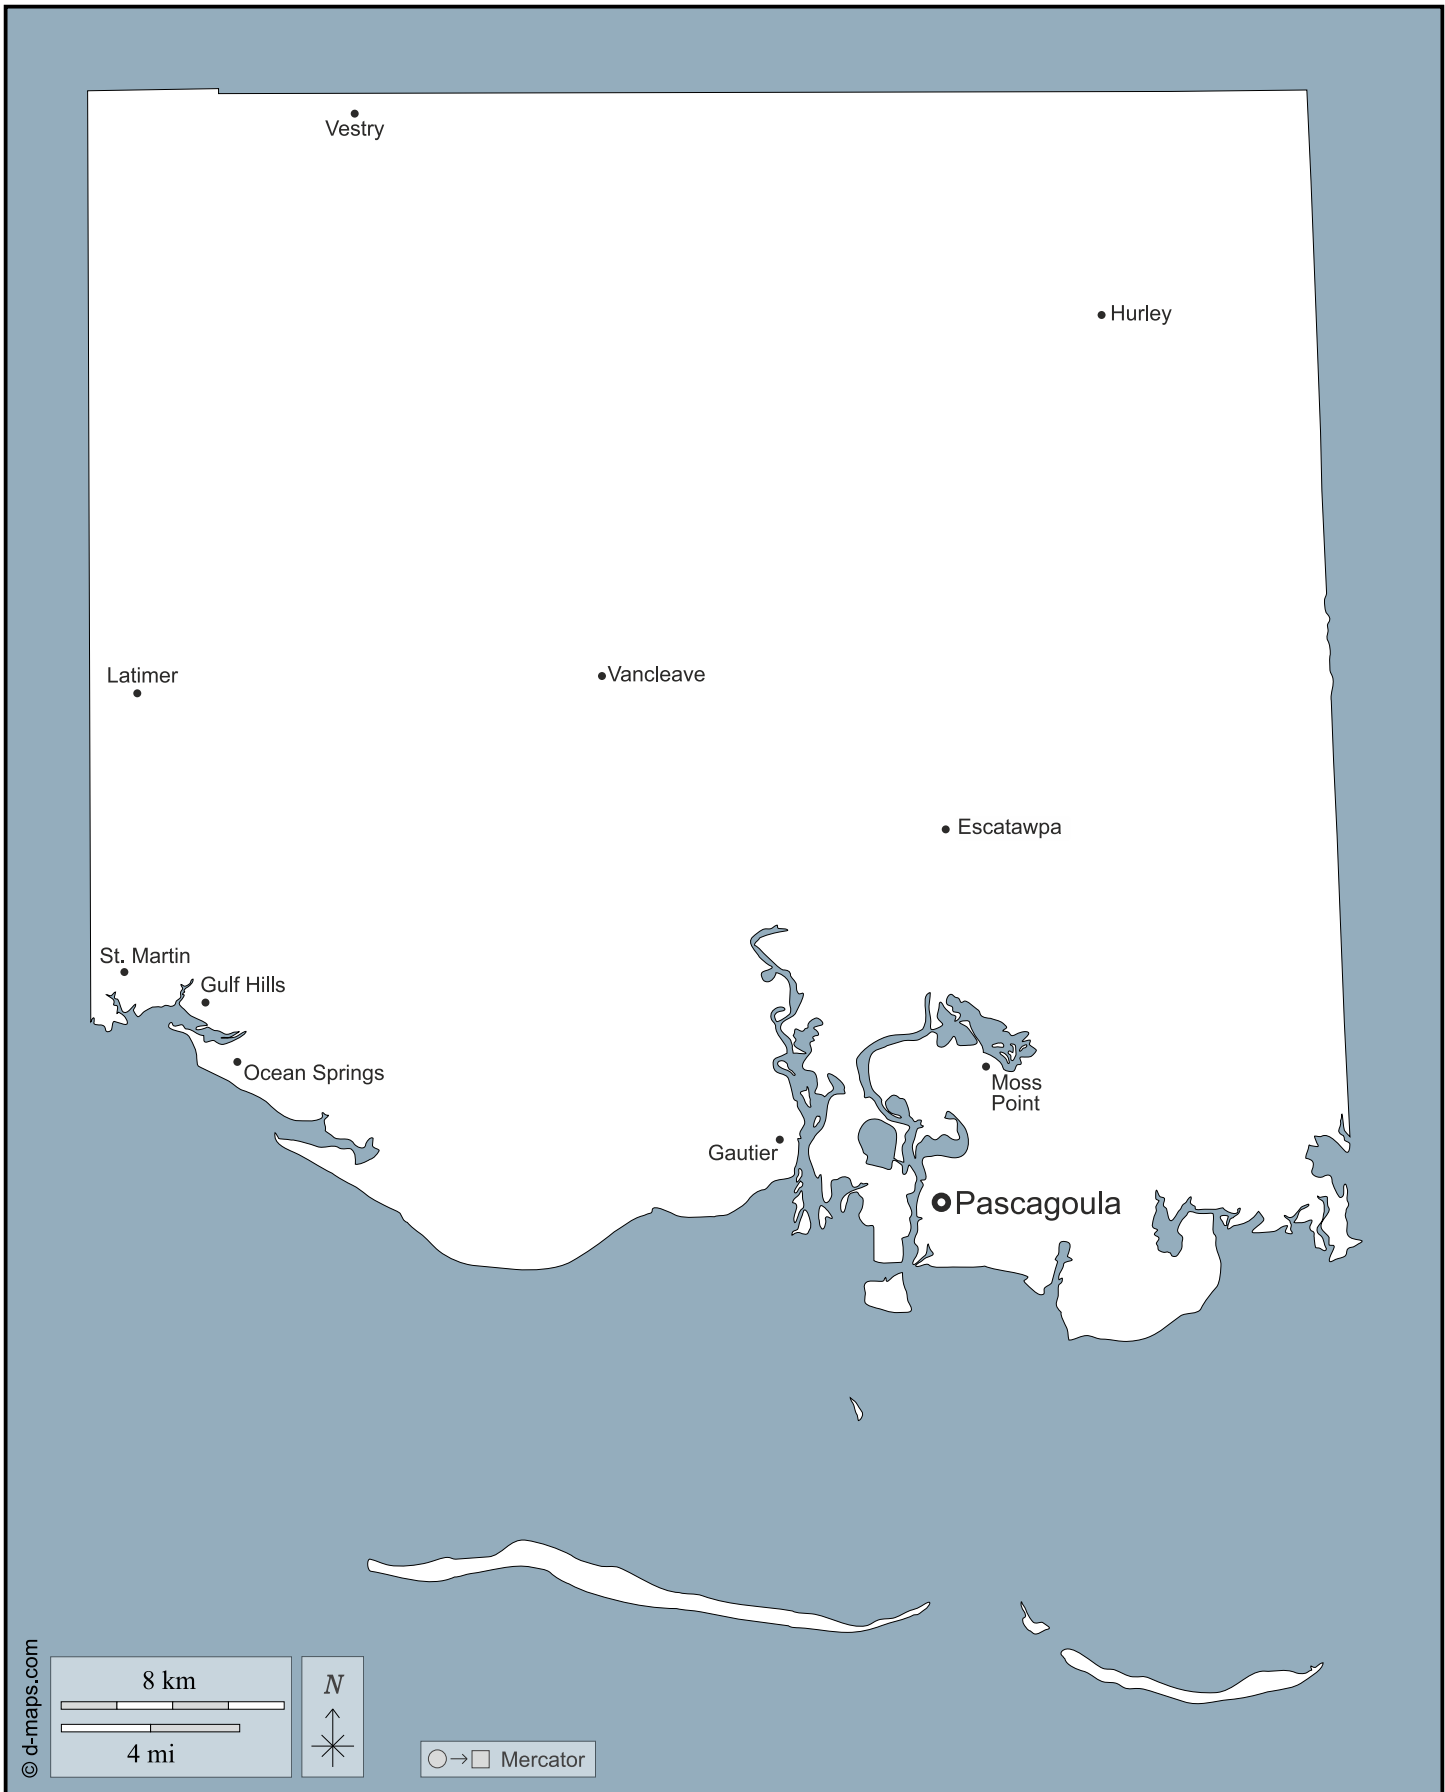 Vestry
Hurley
Latimer
Vancleave
Escatawpa
St. Martin
Gulf Hills
Ocean Springs
Moss
Point
Gautier
Pascagoula
© d-maps.com
8 km
4 mi
N
Mercator